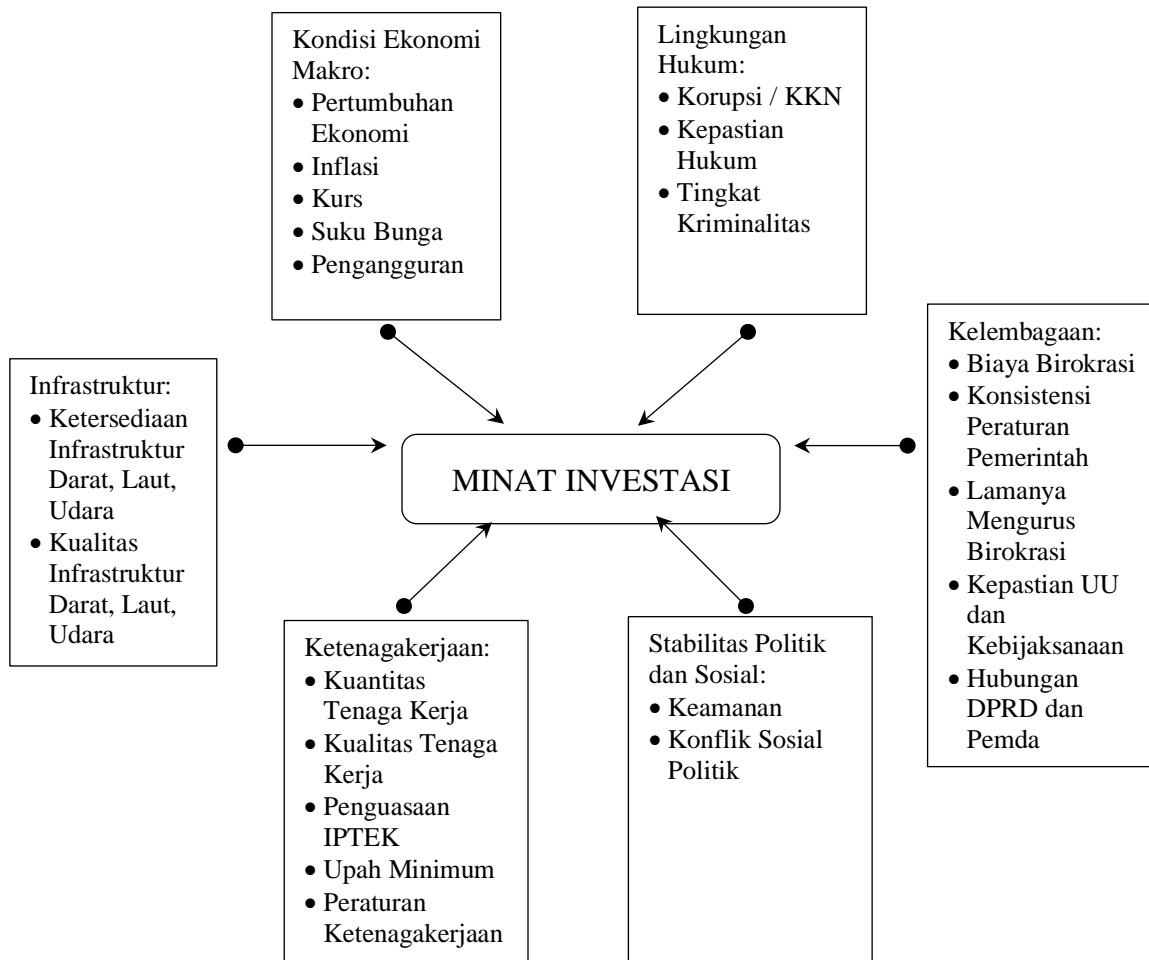 Kondisi Ekonomi
Makro:
• Pertumbuhan
Ekonomi
• Inflasi
• Kurs
• Suku Bunga
• Pengangguran
Lingkungan
Hukum:
• Korupsi / KKN
• Kepastian
Hukum
• Tingkat
Kriminalitas
Infrastruktur:
• Ketersediaan
Infrastruktur
Darat, Laut,
Udara
• Kualitas
Infrastruktur
Darat, Laut,
Udara
MINAT INVESTASI
Kelembagaan:
• Biaya Birokrasi
• Konsistensi
Peraturan
Pemerintah
• Lamanya
Mengurus
Birokrasi
• Kepastian UU
dan
Kebijaksanaan
• Hubungan
DPRD dan
Pemda
Ketenagakerjaan:
• Kuantitas
Tenaga Kerja
• Kualitas Tenaga
Kerja
• Penguasaan
IPTEK
• Upah Minimum
• Peraturan
Ketenagakerjaan
Stabilitas Politik
dan Sosial:
• Keamanan
• Konflik Sosial
Politik